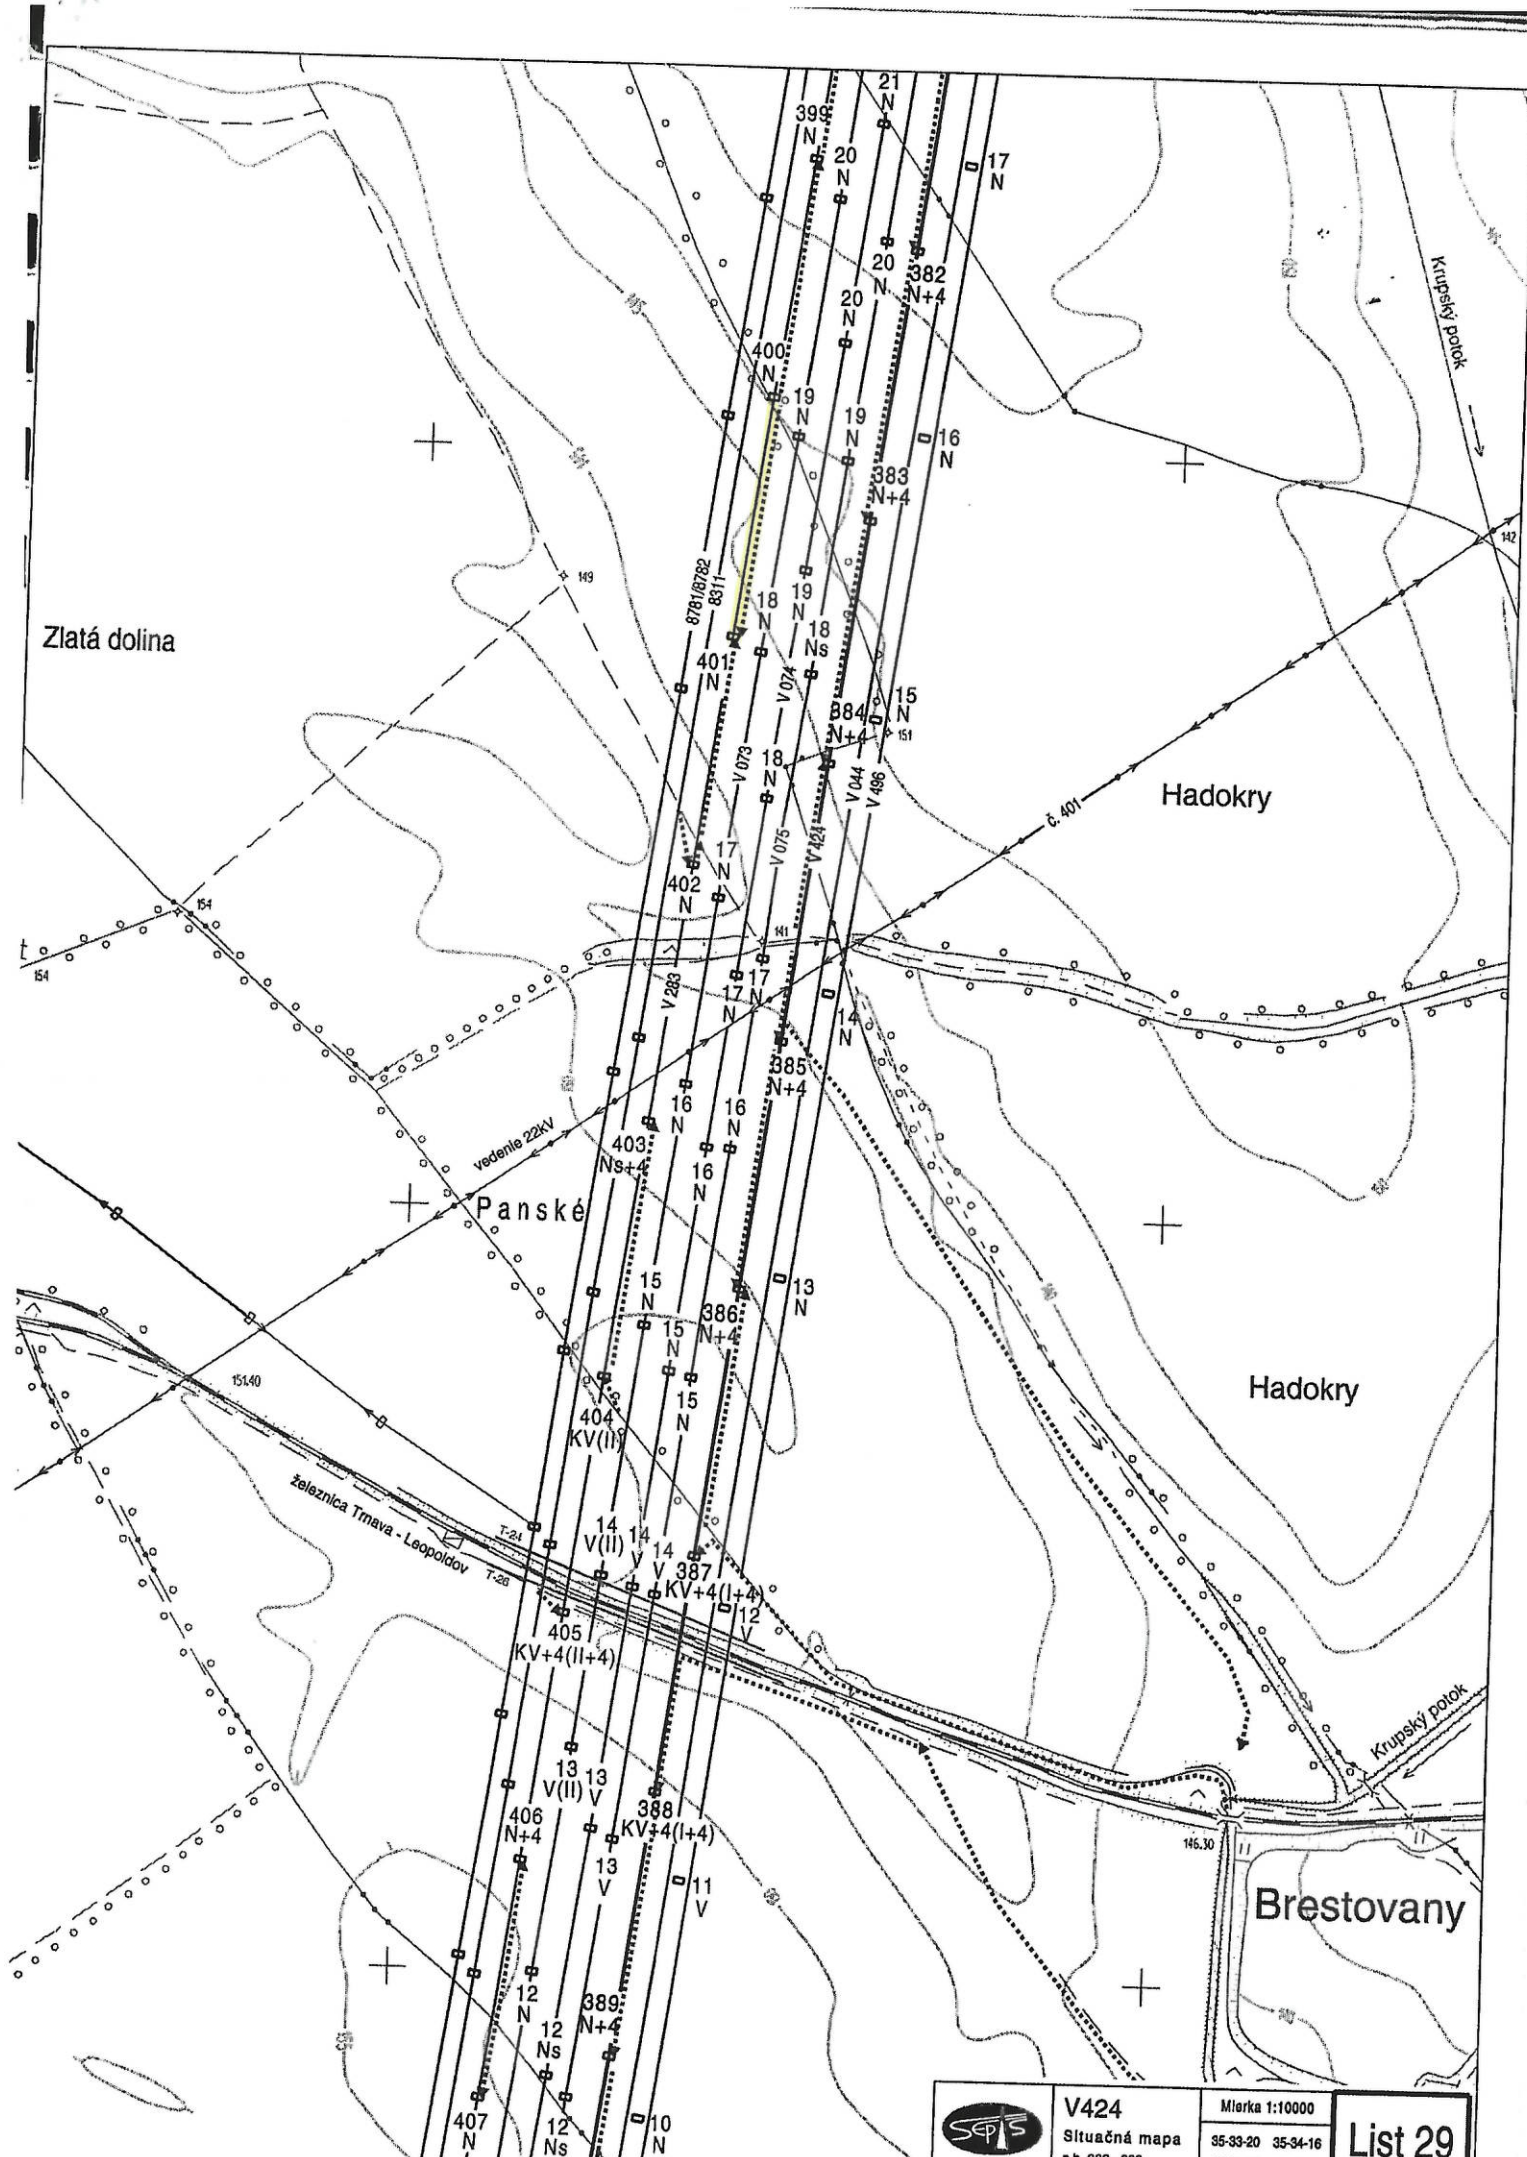 21
N
399
N
20
N
17
N
20
N
382
N+4
20
N
145
150
Krupský potok
400
N
19
N
19
N
16
N
383
N+4
142
149
8781/8782
8311
18
N
19
N
18
Ns
Zlatá dolina
401
N
V 074
15
N
384
N+4
151
V 073
18
N
V 044
V 496
Hadokry
č. 401
V 075
V 424
17
N
402
N
154
141
t
154
V 283
17
N
17
N
14
N
385
N+4
16
N
16
N
vedenie 22kV
403
Ns+4
16
N
150
Panské
15
N
13
N
386
N+4
15
N
151.40
Hadokry
15
N
404
KV(II)
železnica Trnava - Leopoldov
T-24
T-26
14
V(II)
14
V
14
V
387
KV+4(I+4)
12
V
405
KV+4(II+4)
Krupský potok
13
V(II)
13
V
406
N+4
388
KV+4(I+4)
146.30
13
V
11
V
Brestovany
12
N
389
N+4
12
Ns
155
407
N
12
Ns
10
N
SEPIS
V424
Situačná mapa
Mierka 1:10000
35-33-20 35-34-16
List 29